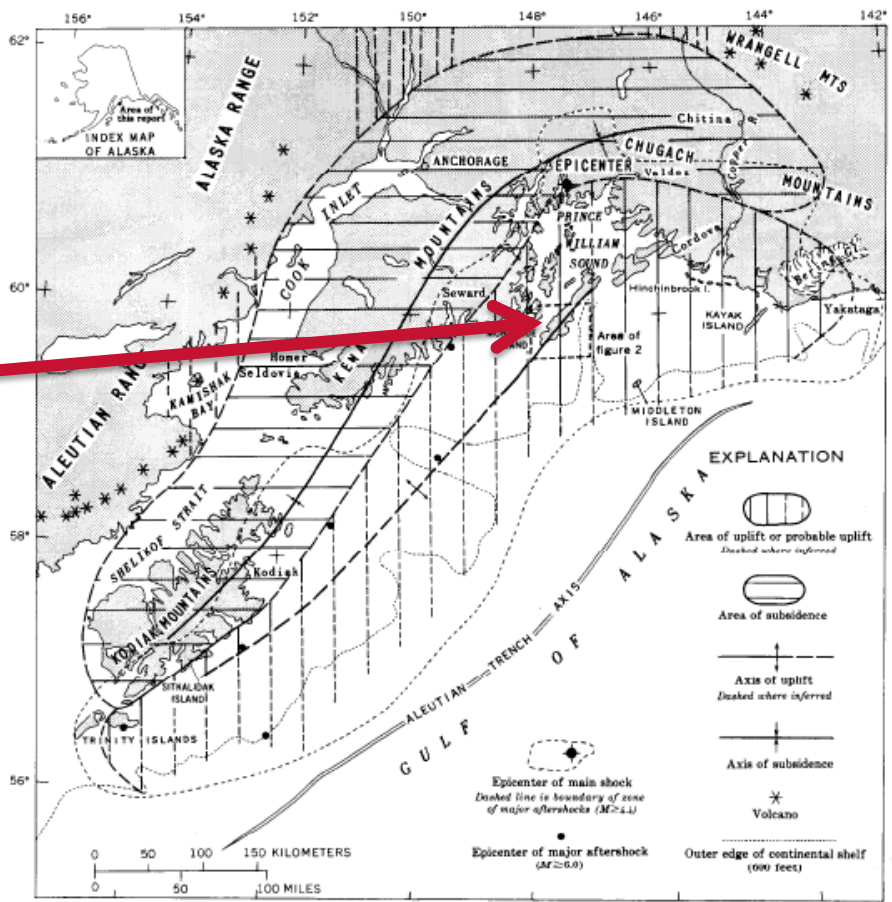 156° 154° 152° 150° 148° 146° 144° 142°
62°
60°
58°
56°
Area of
this report
INDEX MAP
OF ALASKA
ALASKA RANGE
WRANGELL MTS
Chitina R
Copper
ANCHORAGE
EPICENTER
CHUGACH
MOUNTAINS
Valdez
COOK INLET
MOUNTAINS
PRINCE
WILLIAM
SOUND
Cordova
Seward
Hinchinbrook I.
KAYAK
ISLAND
Yakataga
Area of
figure 2
Homer
Seldovia
KENA
KAMISHAK
BAY
ALEUTIAN RANGE
MIDDLETON
ISLAND
SHELIKOF STRAIT
Kodiak
KODIAK MOUNTAINS
SITKALIDAK
ISLAND
TRINITY ISLANDS
ALEUTIAN TRENCH AXIS
GULF OF ALASKA
EXPLANATION
Area of uplift or probable uplift
Dashed where inferred
Area of subsidence
Axis of uplift
Dashed where inferred
Axis of subsidence
Volcano
Outer edge of continental shelf
(600 feet)
Epicenter of main shock
Dashed line is boundary of zone
of major aftershocks (M≥4.4)
Epicenter of major aftershock
(M≥6.0)
0 50 100 150 KILOMETERS
0 50 100 MILES